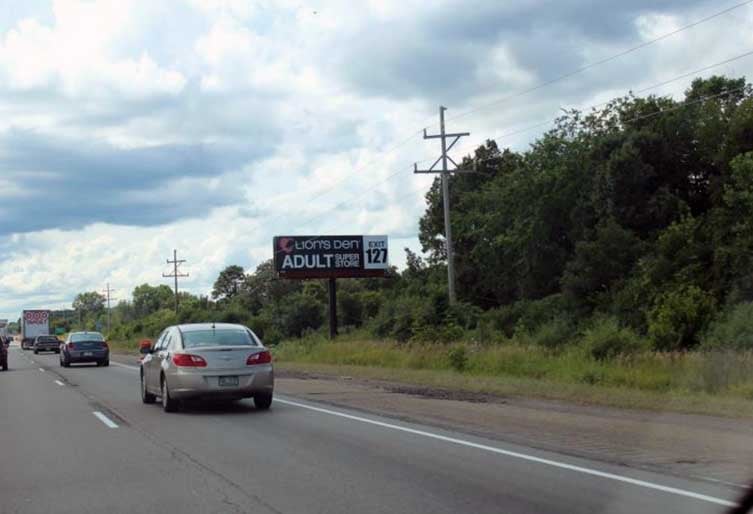 Lion's Den
EXIT
ADULT SUPER STORE
127